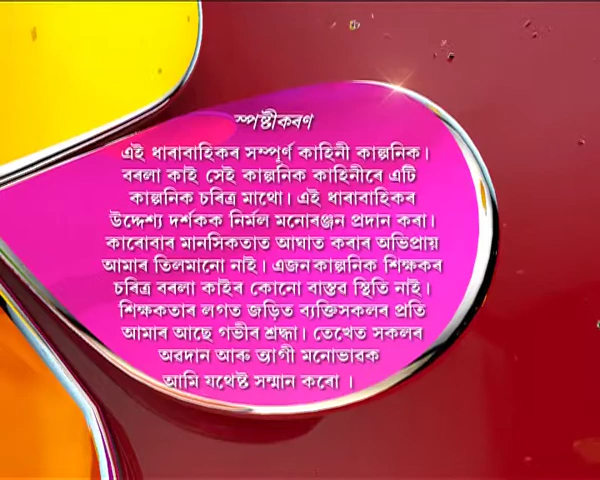 স্পষ্টীকৰণ
এই ধাৰাবাহিকৰ সম্পূৰ্ণ কাহিনী কাল্পনিক।
বৰলা কাই সেই কাল্পনিক কাহিনীৰে এটি
কাল্পনিক চৰিত্ৰ মাথো। এই ধাৰাবাহিকৰ
উদ্দেশ্য দৰ্শকক নিৰ্মল মনোৰঞ্জন প্ৰদান কৰা।
কাৰোবাৰ মানসিকতাত আঘাত কৰাৰ অভিপ্ৰায়
আমাৰ তিলমানো নাই। এজন কাল্পনিক শিক্ষকৰ
চৰিত্ৰ বৰলা কাইৰ কোনো বাস্তৱ স্থিতি নাই।
শিক্ষকতাৰ লগত জড়িত ব্যক্তিসকলৰ প্ৰতি
আমাৰ আছে গভীৰ শ্ৰদ্ধা। তেখেত সকলৰ
অৱদান আৰু ত্যাগী মনোভাৱক
আমি যথেষ্ট সন্মান কৰো ।